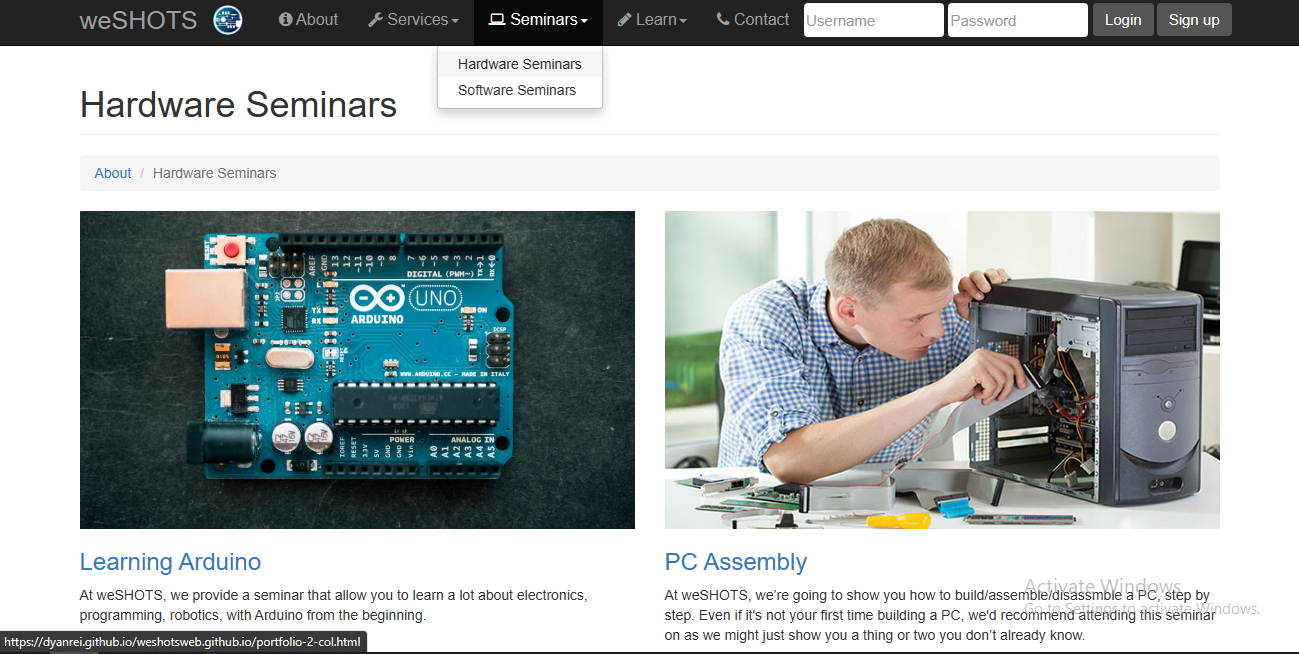 weSHOTS About Services Seminars Learn Contact Username Password Login Sign up
Hardware Seminars
Software Seminars
Hardware Seminars
About / Hardware Seminars
RESET
AREF
GND
13
12
~11
~10
~9
8
7
~6
~5
4
~3
2
TX→1
RX←0
DIGITAL (PWM~)
UNO
TX
RX
ARDUINO
ON
ICSP
WWW.ARDUINO.CC - MADE IN ITALY
IOREF
RESET
3.3V
5V
GND
GND
Vin
POWER
ANALOG IN
A0
A1
A2
A3
A4
A5
Learning Arduino
At weSHOTS, we provide a seminar that allow you to learn a lot about electronics,
programming, robotics, with Arduino from the beginning.
PC Assembly
At weSHOTS, we’re going to show you how to build/assemble/disassmble a PC, step by
step. Even if it's not your first time building a PC, we'd recommend attending this seminar
on as we might just show you a thing or two you don’t already know.
Activate Windows
Go to Settings to activate Windows.
https://dyanrei.github.io/weshotsweb.github.io/portfolio-2-col.html